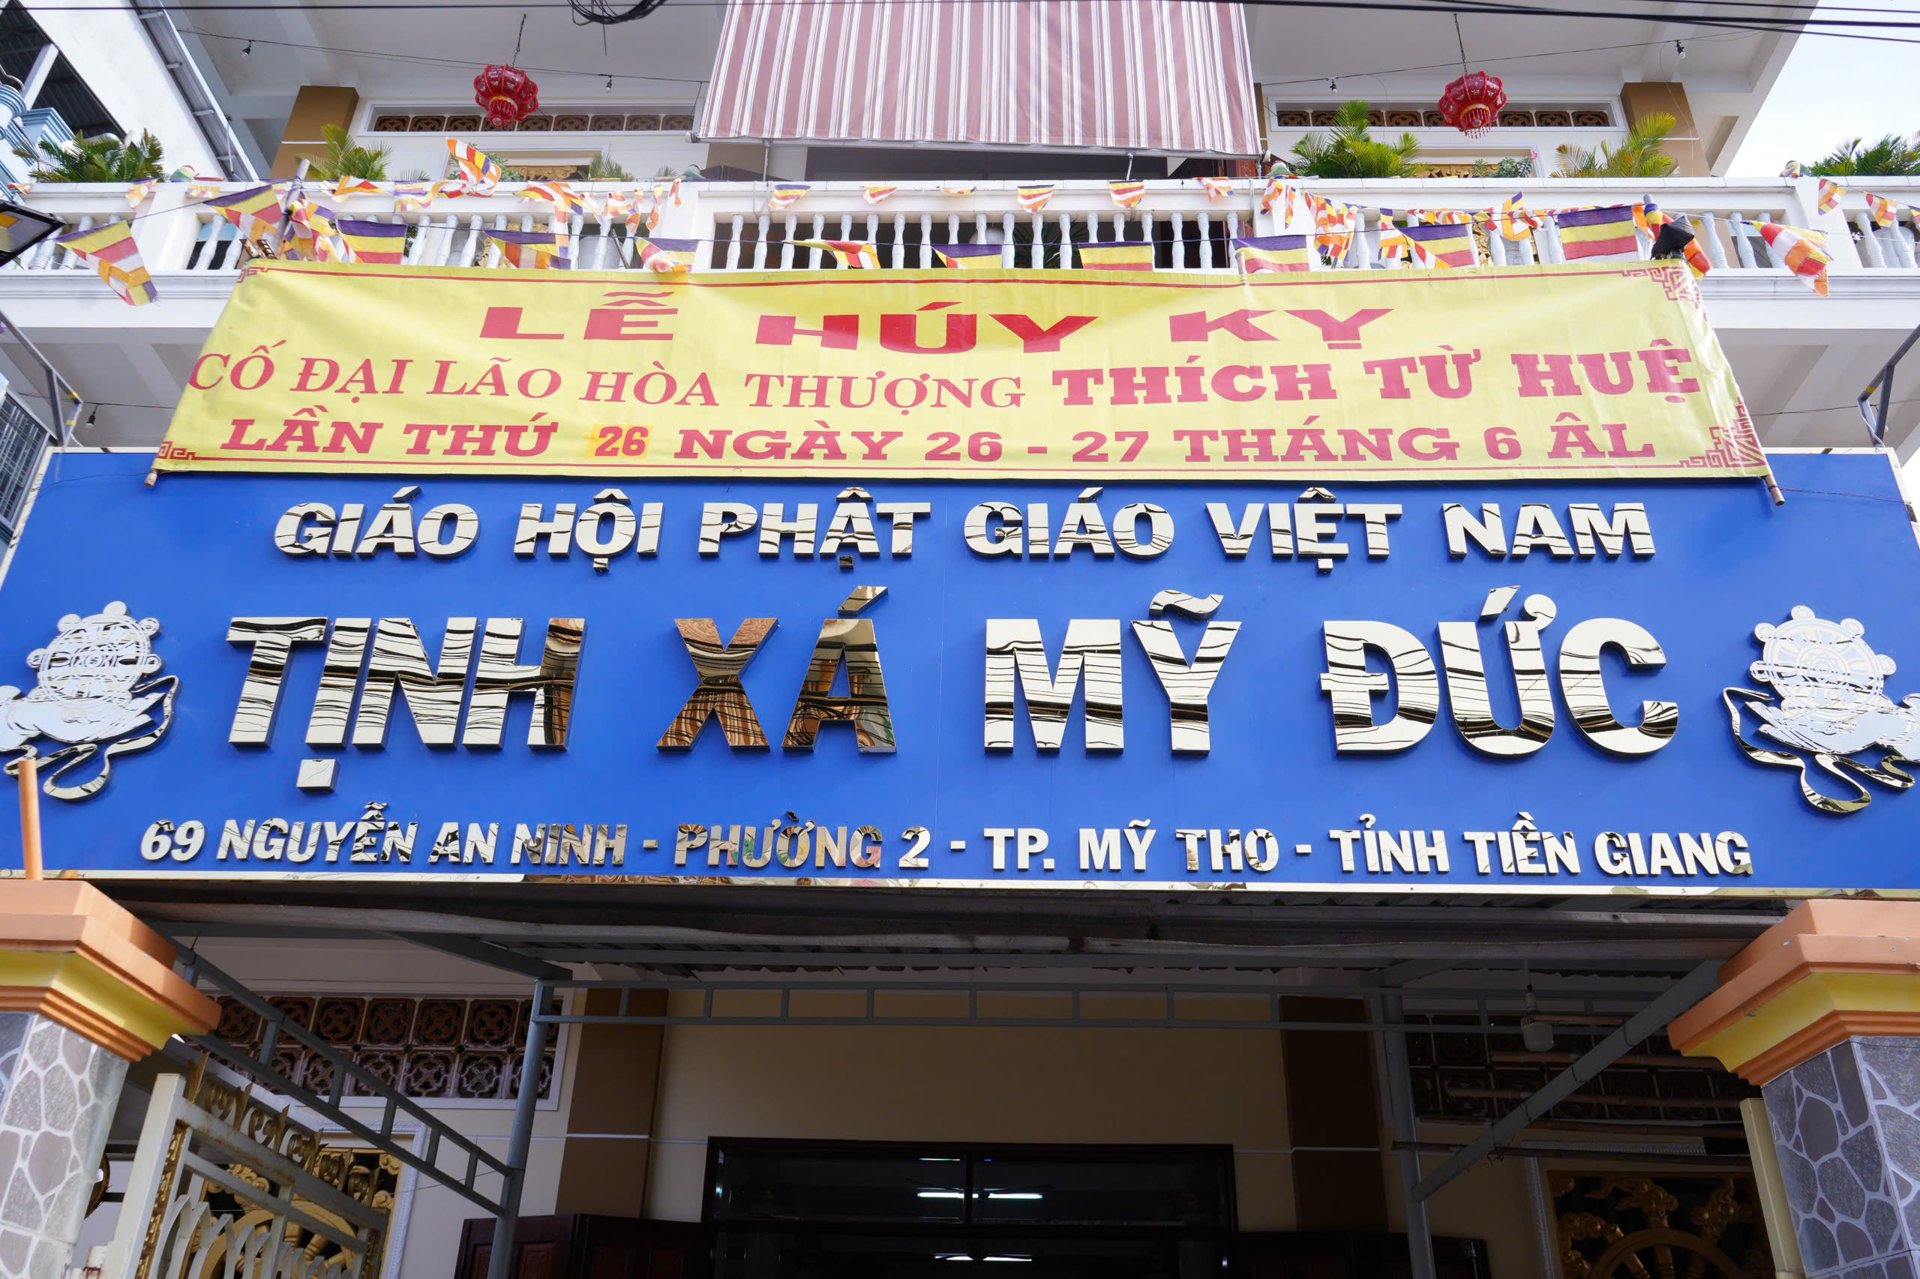 LỄ HÚY KỴ
CỐ ĐẠI LÃO HÒA THƯỢNG THÍCH TỪ HUỆ
LẦN THỨ 26 NGÀY 26 - 27 THÁNG 6 ÂL
GIÁO HỘI PHẬT GIÁO VIỆT NAM
TỊNH XÁ MỸ ĐỨC
69 NGUYỄN AN NINH - PHƯỜNG 2 - TP. MỸ THO - TỈNH TIỀN GIANG